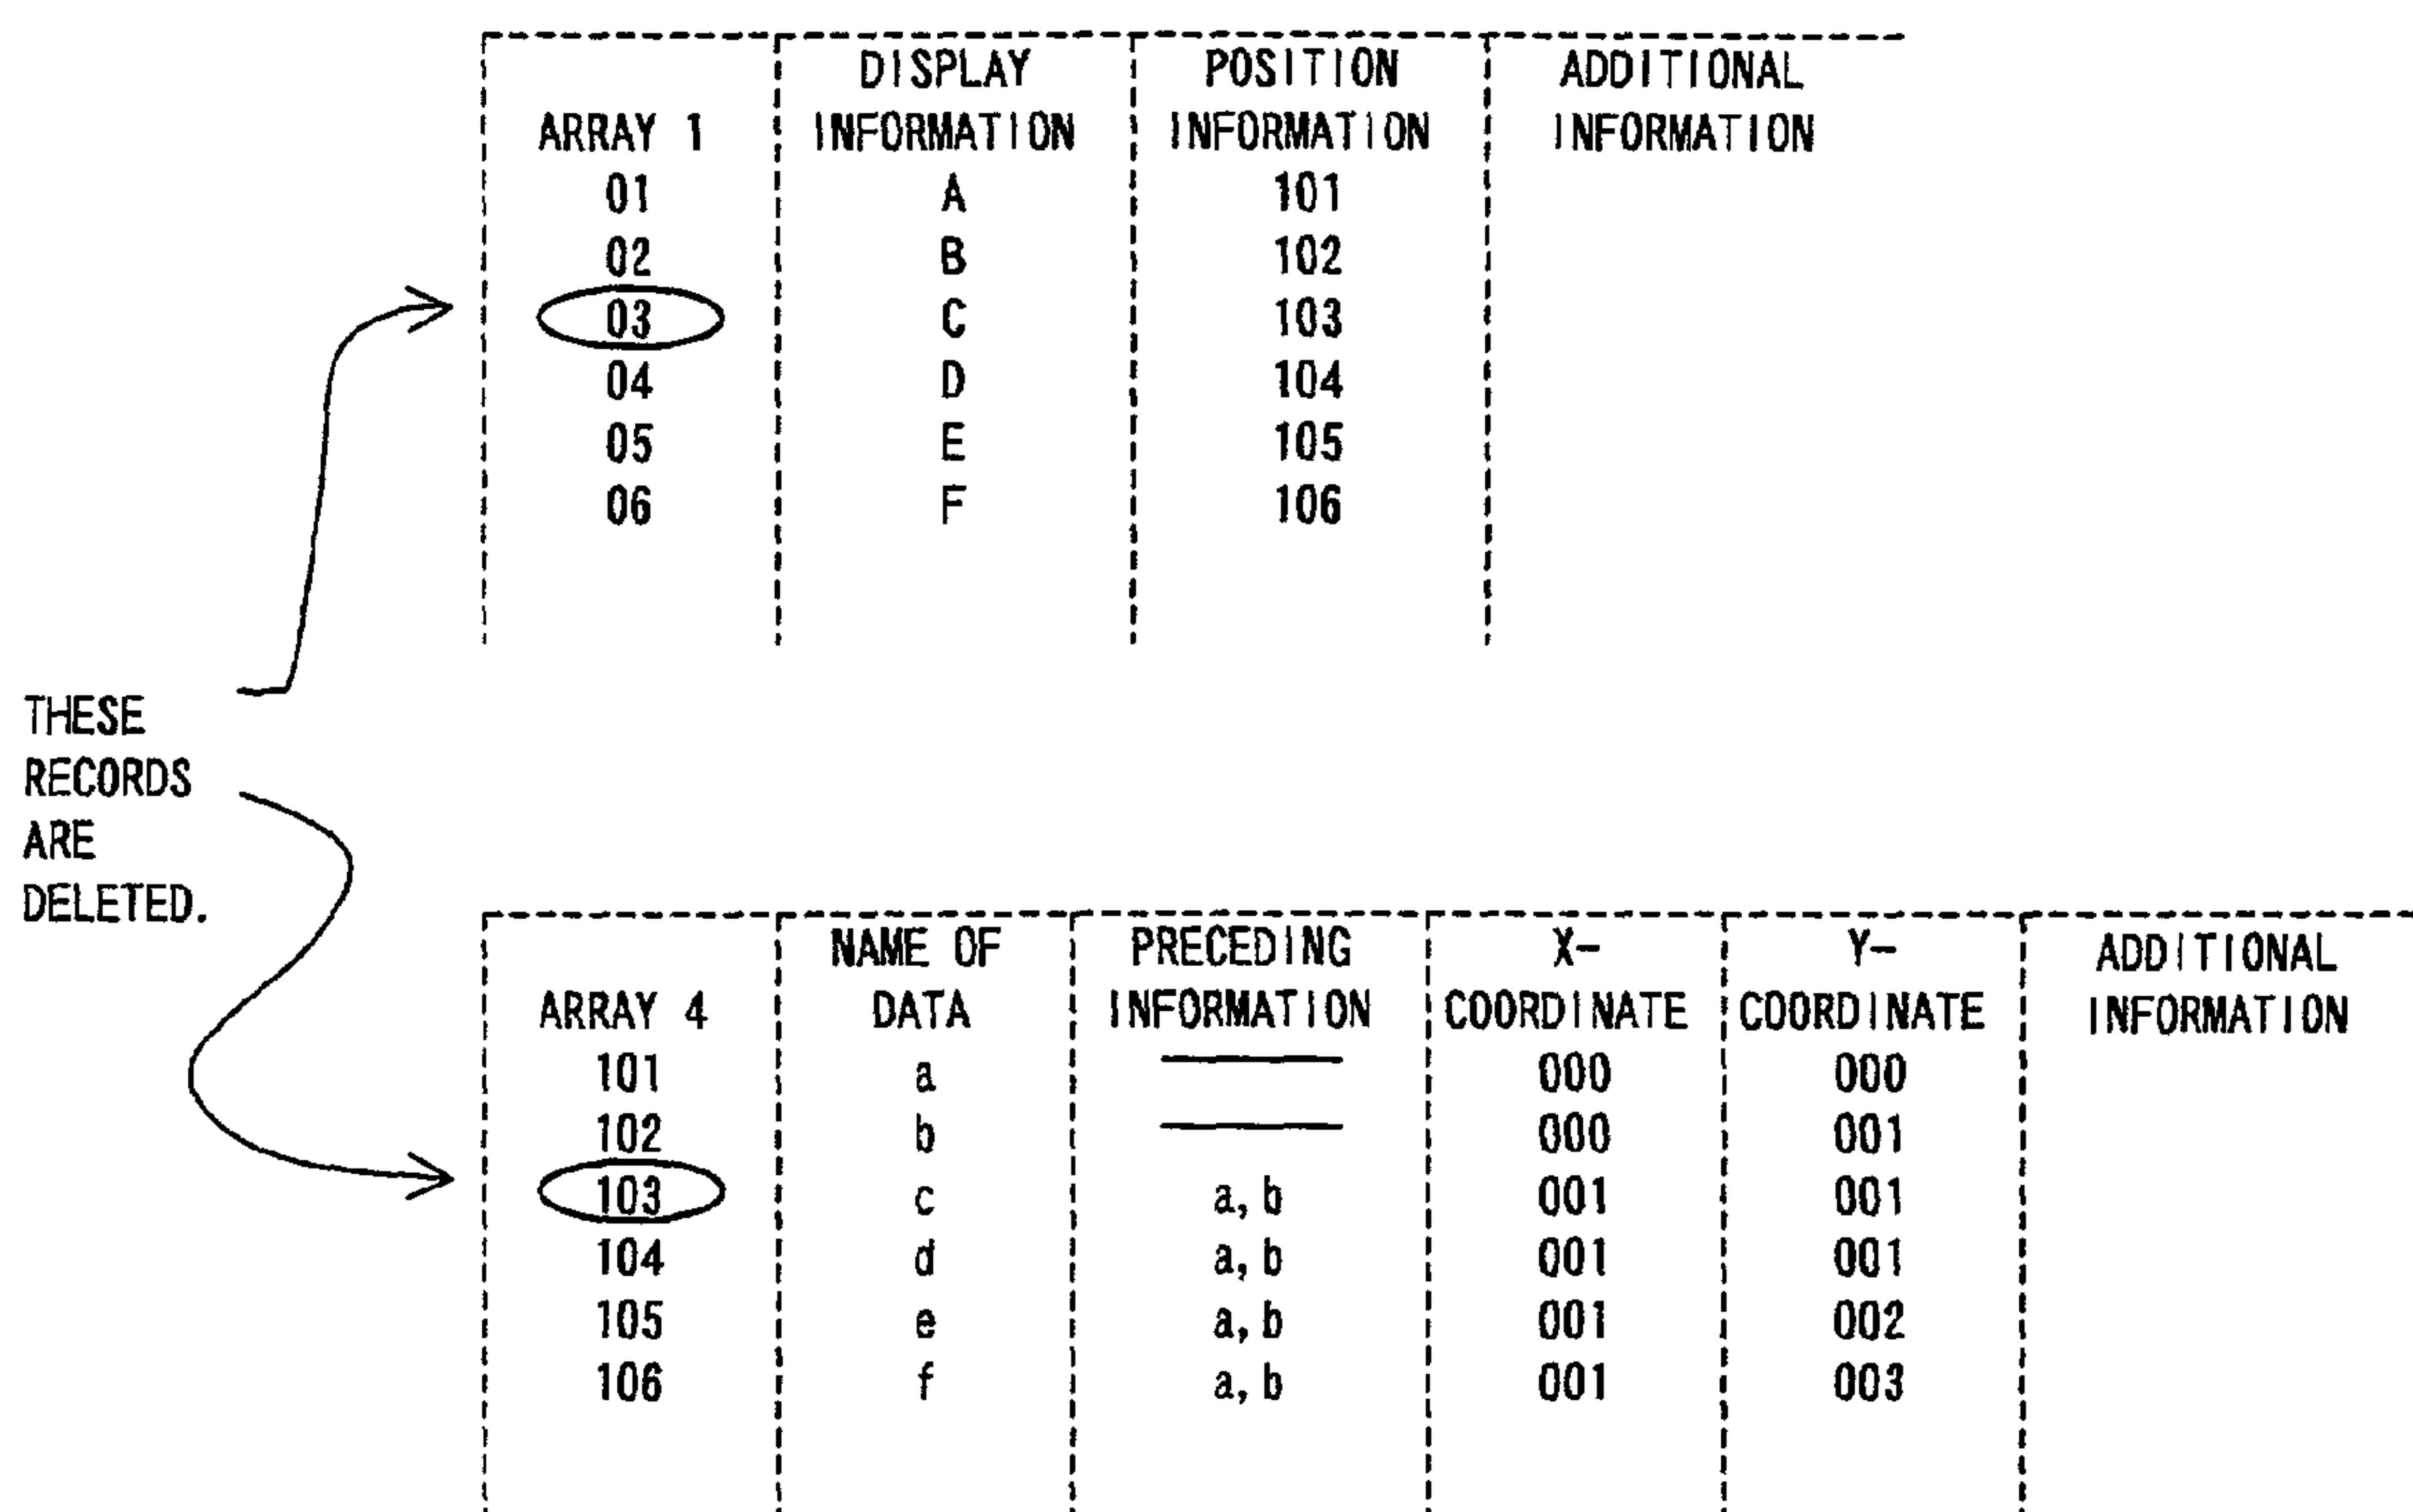 DISPLAY POSITION ADDITIONAL
ARRAY 1 INFORMATION INFORMATION INFORMATION
01 A 101
02 B 102
03 C 103
04 D 104
05 E 105
06 F 106
THESE
RECORDS
ARE
DELETED.
NAME OF PRECEDING X- Y- ADDITIONAL
ARRAY 4 DATA INFORMATION COORDINATE COORDINATE INFORMATION
101 a 000 000
102 b 000 001
103 c a, b 001 001
104 d a, b 001 001
105 e a, b 001 002
106 f a, b 001 003